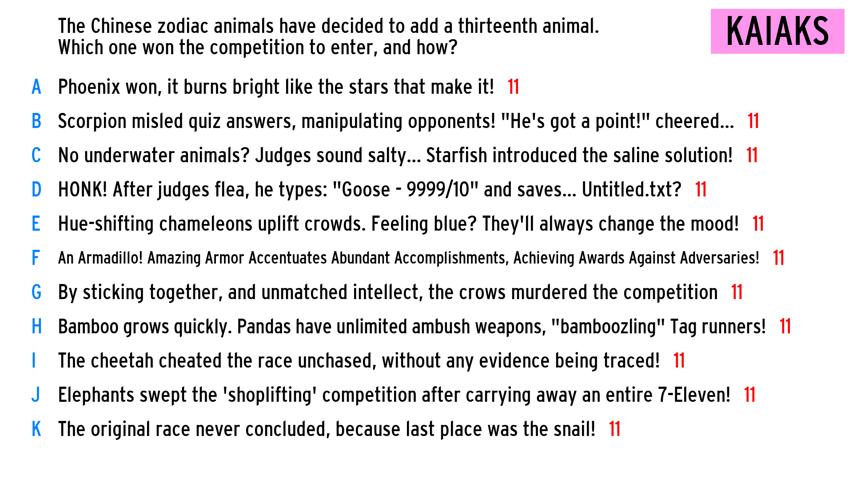 The Chinese zodiac animals have decided to add a thirteenth animal.
Which one won the competition to enter, and how?
KAIAKS
A Phoenix won, it burns bright like the stars that make it! 11
B Scorpion misled quiz answers, manipulating opponents! "He's got a point!" cheered... 11
C No underwater animals? Judges sound salty... Starfish introduced the saline solution! 11
D HONK! After judges flea, he types: "Goose - 9999/10" and saves... Untitled.txt? 11
E Hue-shifting chameleons uplift crowds. Feeling blue? They'll always change the mood! 11
F An Armadillo! Amazing Armor Accentuates Abundant Accomplishments, Achieving Awards Against Adversaries! 11
G By sticking together, and unmatched intellect, the crows murdered the competition 11
H Bamboo grows quickly. Pandas have unlimited ambush weapons, "bamboozling" Tag runners! 11
I The cheetah cheated the race unchased, without any evidence being traced! 11
J Elephants swept the 'shoplifting' competition after carrying away an entire 7-Eleven! 11
K The original race never concluded, because last place was the snail! 11